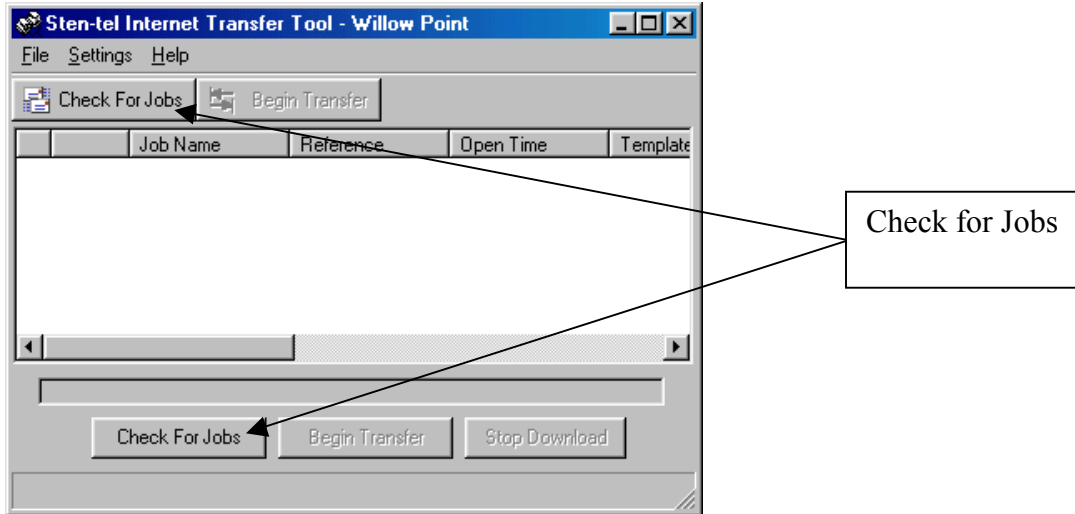 Sten-tel Internet Transfer Tool - Willow Point
File Settings Help
Check For Jobs Begin Transfer
Job Name Reference Open Time Template
Check for Jobs
Check For Jobs Begin Transfer Stop Download